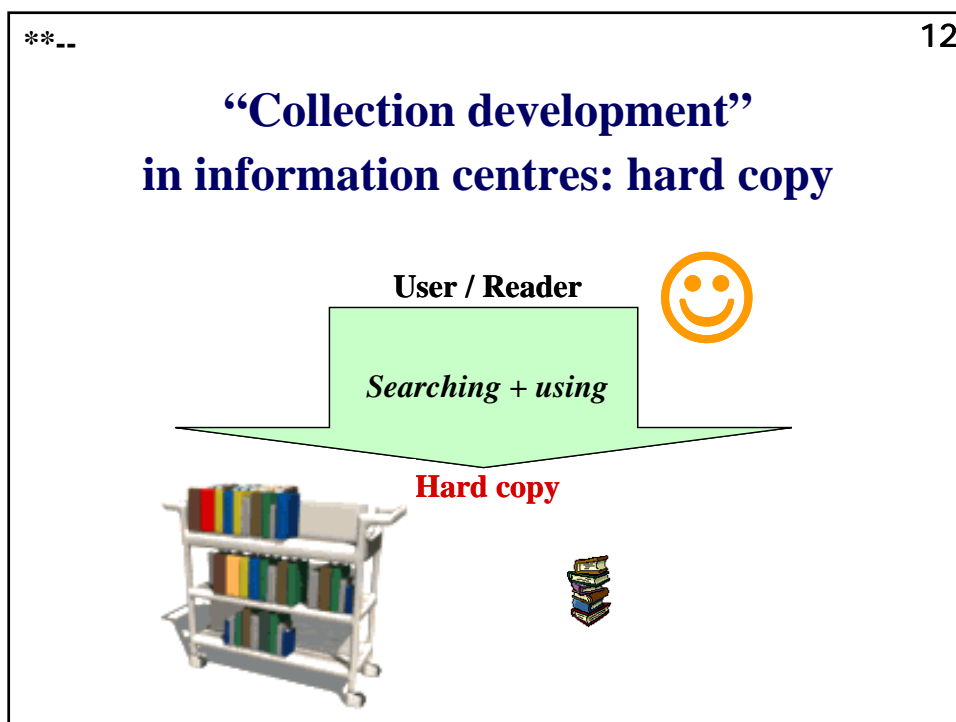 **--
12
“Collection development”
in information centres: hard copy
User / Reader
Searching + using
Hard copy